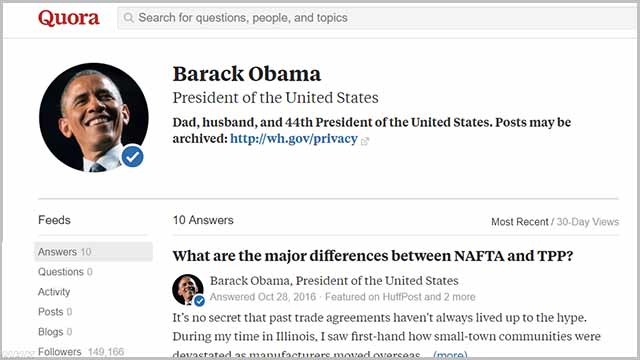 Quora
Search for questions, people, and topics
Barack Obama
President of the United States
Dad, husband, and 44th President of the United States. Posts may be
archived: http://wh.gov/privacy
Feeds
10 Answers
Most Recent / 30-Day Views
Answers 10
Questions 0
Activity
Posts 0
Blogs 0
Followers 149,166
What are the major differences between NAFTA and TPP?
Barack Obama, President of the United States
Answered Oct 28, 2016 · Featured on HuffPost and 2 more
It's no secret that past trade agreements haven't always lived up to the hype.
During my time in Illinois, I saw first-hand how small-town communities were
devastated as manufacturers moved overseas... (more)